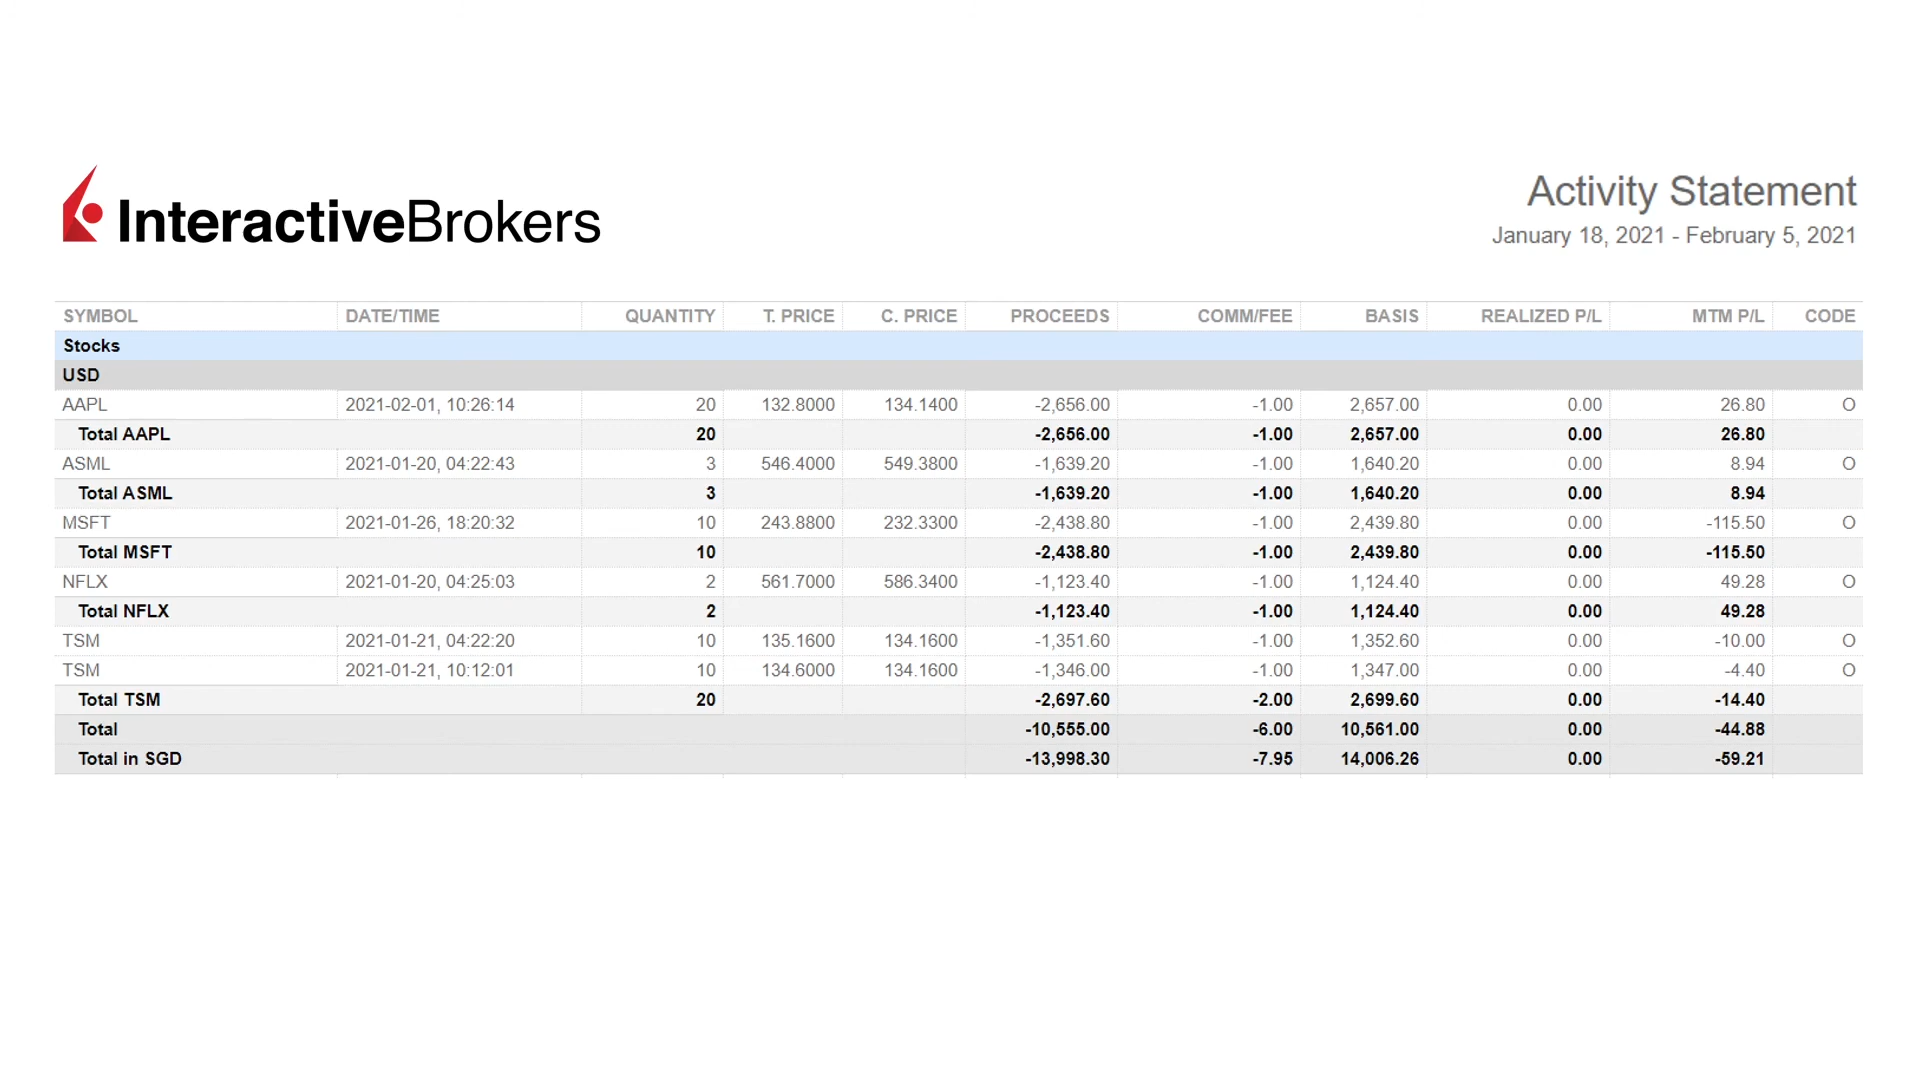 InteractiveBrokers
Activity Statement
January 18, 2021 - February 5, 2021
SYMBOL DATE/TIME QUANTITY T. PRICE C. PRICE PROCEEDS COMM/FEE BASIS REALIZED P/L MTM P/L CODE
Stocks
USD
AAPL 2021-02-01, 10:26:14 20 132.8000 134.1400 -2,656.00 -1.00 2,657.00 0.00 26.80 O
Total AAPL 20 -2,656.00 -1.00 2,657.00 0.00 26.80
ASML 2021-01-20, 04:22:43 3 546.4000 549.3800 -1,639.20 -1.00 1,640.20 0.00 8.94 O
Total ASML 3 -1,639.20 -1.00 1,640.20 0.00 8.94
MSFT 2021-01-26, 18:20:32 10 243.8800 232.3300 -2,438.80 -1.00 2,439.80 0.00 -115.50 O
Total MSFT 10 -2,438.80 -1.00 2,439.80 0.00 -115.50
NFLX 2021-01-20, 04:25:03 2 561.7000 586.3400 -1,123.40 -1.00 1,124.40 0.00 49.28 O
Total NFLX 2 -1,123.40 -1.00 1,124.40 0.00 49.28
TSM 2021-01-21, 04:22:20 10 135.1600 134.1600 -1,351.60 -1.00 1,352.60 0.00 -10.00 O
TSM 2021-01-21, 10:12:01 10 134.6000 134.1600 -1,346.00 -1.00 1,347.00 0.00 -4.40 O
Total TSM 20 -2,697.60 -2.00 2,699.60 0.00 -14.40
Total -10,555.00 -6.00 10,561.00 0.00 -44.88
Total in SGD -13,998.30 -7.95 14,006.26 0.00 -59.21